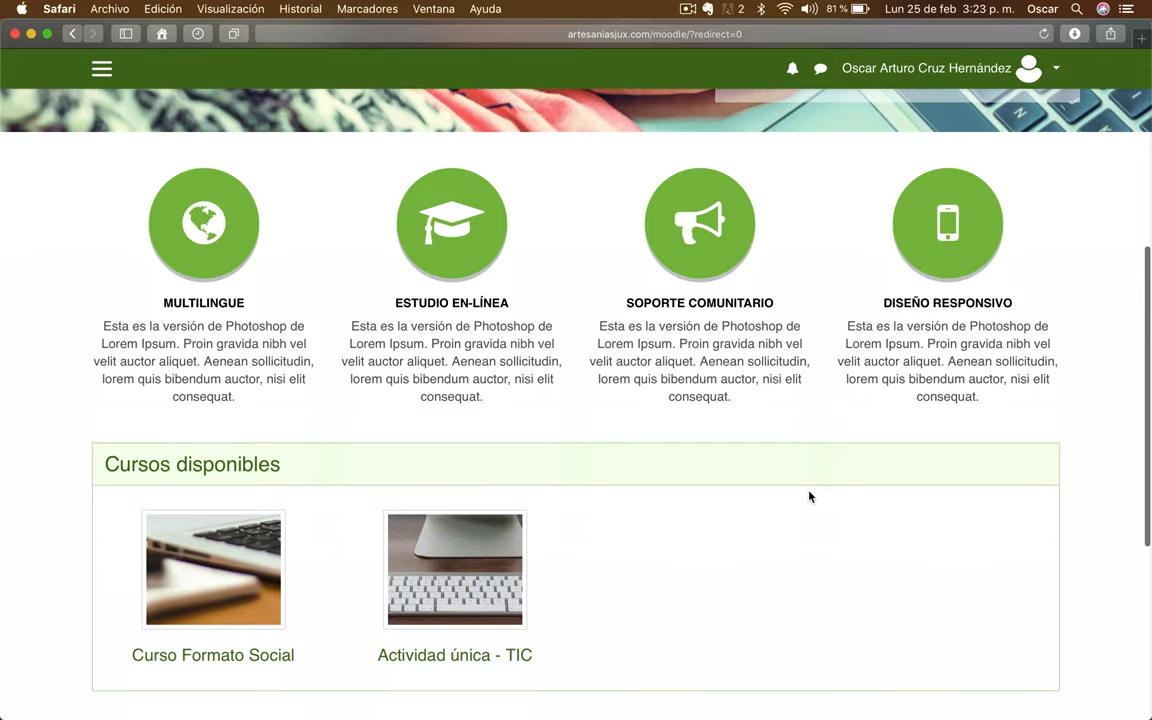 Safari Archivo Edición Visualización Historial Marcadores Ventana Ayuda 2 81 % Lun 25 de feb 3:23 p. m. Oscar
artesaniasjux.com/moodle/?redirect=0
Oscar Arturo Cruz Hernández
MULTILINGUE ESTUDIO EN-LÍNEA SOPORTE COMUNITARIO DISEÑO RESPONSIVO
Esta es la versión de Photoshop de
Lorem Ipsum. Proin gravida nibh vel
velit auctor aliquet. Aenean sollicitudin,
lorem quis bibendum auctor, nisi elit
consequat.
Esta es la versión de Photoshop de
Lorem Ipsum. Proin gravida nibh vel
velit auctor aliquet. Aenean sollicitudin,
lorem quis bibendum auctor, nisi elit
consequat.
Esta es la versión de Photoshop de
Lorem Ipsum. Proin gravida nibh vel
velit auctor aliquet. Aenean sollicitudin,
lorem quis bibendum auctor, nisi elit
consequat.
Esta es la versión de Photoshop de
Lorem Ipsum. Proin gravida nibh vel
velit auctor aliquet. Aenean sollicitudin,
lorem quis bibendum auctor, nisi elit
consequat.
Cursos disponibles
Curso Formato Social
Actividad única - TIC